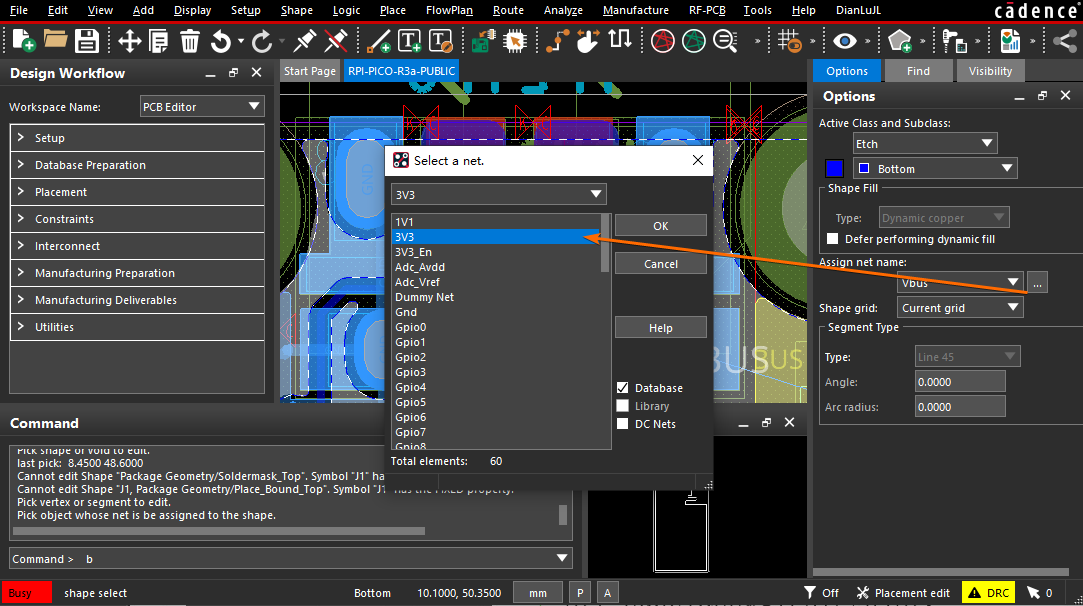 File Edit View Add Display Setup Shape Logic Place FlowPlan Route Analyze Manufacture RF-PCB Tools Help DianLuJL
cādence
Design Workflow
Start Page
RPI-PICO-R3a-PUBLIC
Options
Find
Visibility
Workspace Name:
PCB Editor
Setup
Database Preparation
Placement
Constraints
Interconnect
Manufacturing Preparation
Manufacturing Deliverables
Utilities
GND
Select a net.
3V3
1V1
3V3
3V3_En
Adc_Avdd
Adc_Vref
Dummy Net
Gnd
Gpio0
Gpio1
Gpio2
Gpio3
Gpio4
Gpio5
Gpio6
Gpio7
Gpio8
OK
Cancel
Help
Database
Library
DC Nets
Total elements: 60
Options
Active Class and Subclass:
Etch
Bottom
Shape Fill
Type:
Dynamic copper
Defer performing dynamic fill
Assign net name:
Vbus
...
Shape grid:
Current grid
Segment Type
Type:
Line 45
Angle:
0.0000
Arc radius:
0.0000
Command
Pick shape or void to edit.
last pick: 8.4500 48.6000
Cannot edit Shape "Package Geometry/Soldermask_Top". Symbol "J1" ha
Cannot edit Shape "J1, Package Geometry/Place_Bound_Top". Symbol "J1" has the FIXED property.
Pick vertex or segment to edit.
Pick object whose net is be assigned to the shape.
Command > b
Busy
shape select
Bottom
10.1000, 50.3500
mm
P
A
Off
Placement edit
DRC
0